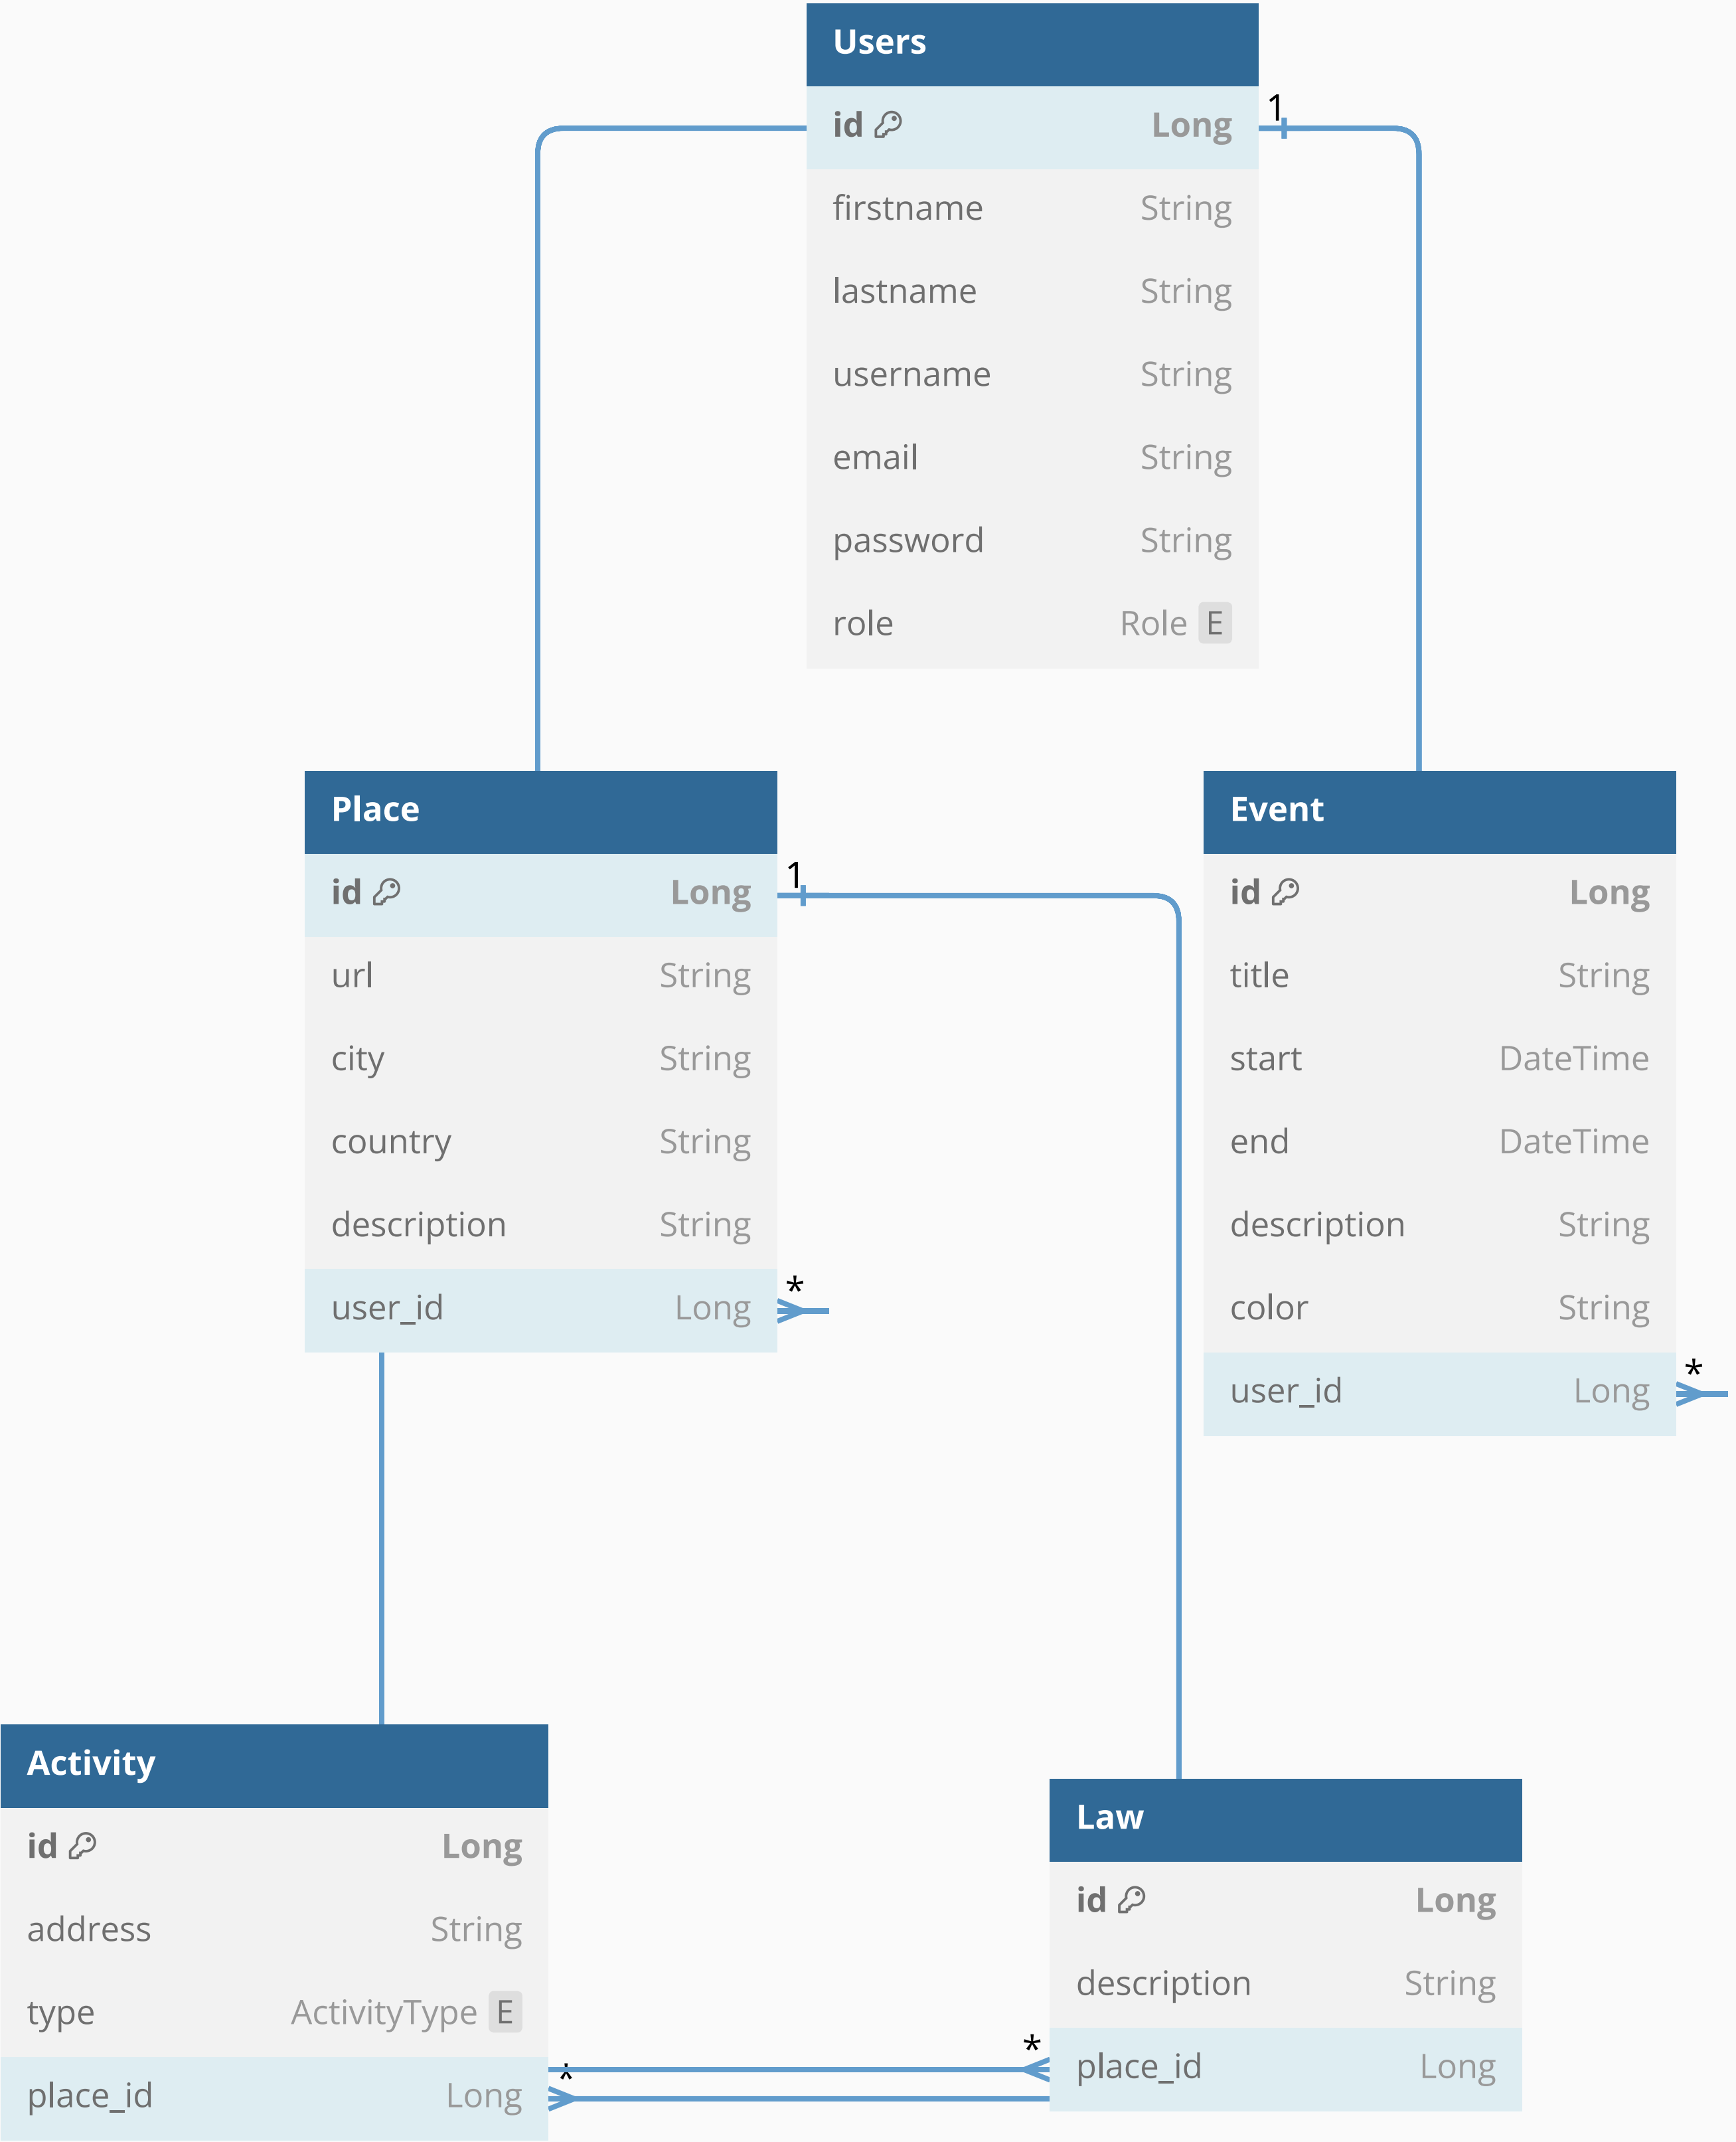 Users
id Long
1
firstname String
lastname String
username String
email String
password String
role Role E
Place
id Long
1
url String
city String
country String
description String
user_id Long
*
Event
id Long
title String
start DateTime
end DateTime
description String
color String
user_id Long
*
Activity
id Long
address String
type ActivityType E
place_id Long
*
Law
id Long
description String
*
place_id Long